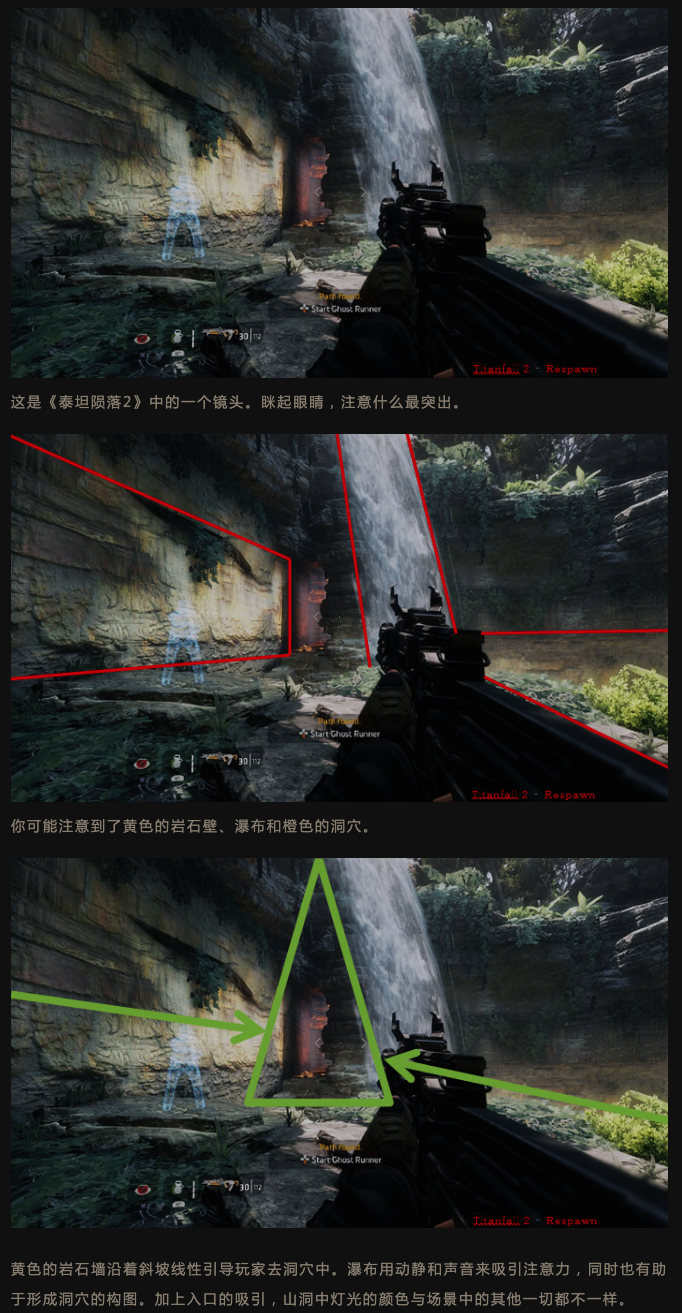 Path found.
Start Ghost Runner
30 112
Titanfall 2 - Respawn
这是《泰坦陨落2》中的一个镜头。眯起眼睛，注意什么最突出。
Path found.
Start Ghost Runner
30 112
Titanfall 2 - Respawn
你可能注意到了黄色的岩石壁、瀑布和橙色的洞穴。
Path found.
Start Ghost Runner
30 112
Titanfall 2 - Respawn
黄色的岩石墙沿着斜坡线性引导玩家去洞穴中。瀑布用动静和声音来吸引注意力，同时也有助
于形成洞穴的构图。加上入口的吸引，山洞中灯光的颜色与场景中的其他一切都不一样。